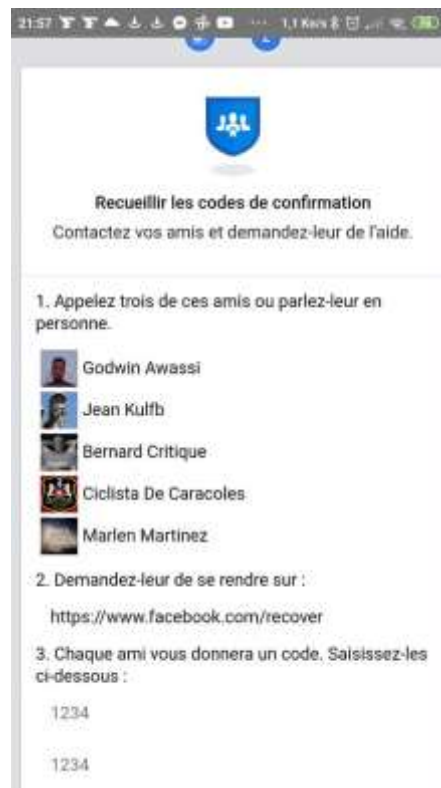 21:57
Recueillir les codes de confirmation
Contactez vos amis et demandez-leur de l'aide.
1. Appelez trois de ces amis ou parlez-leur en
personne.
Godwin Awassi
Jean Kulfb
Bernard Critique
Ciclista De Caracoles
Marlen Martinez
2. Demandez-leur de se rendre sur :
https://www.facebook.com/recover
3. Chaque ami vous donnera un code. Saisissez-les
ci-dessous :
1234
1234